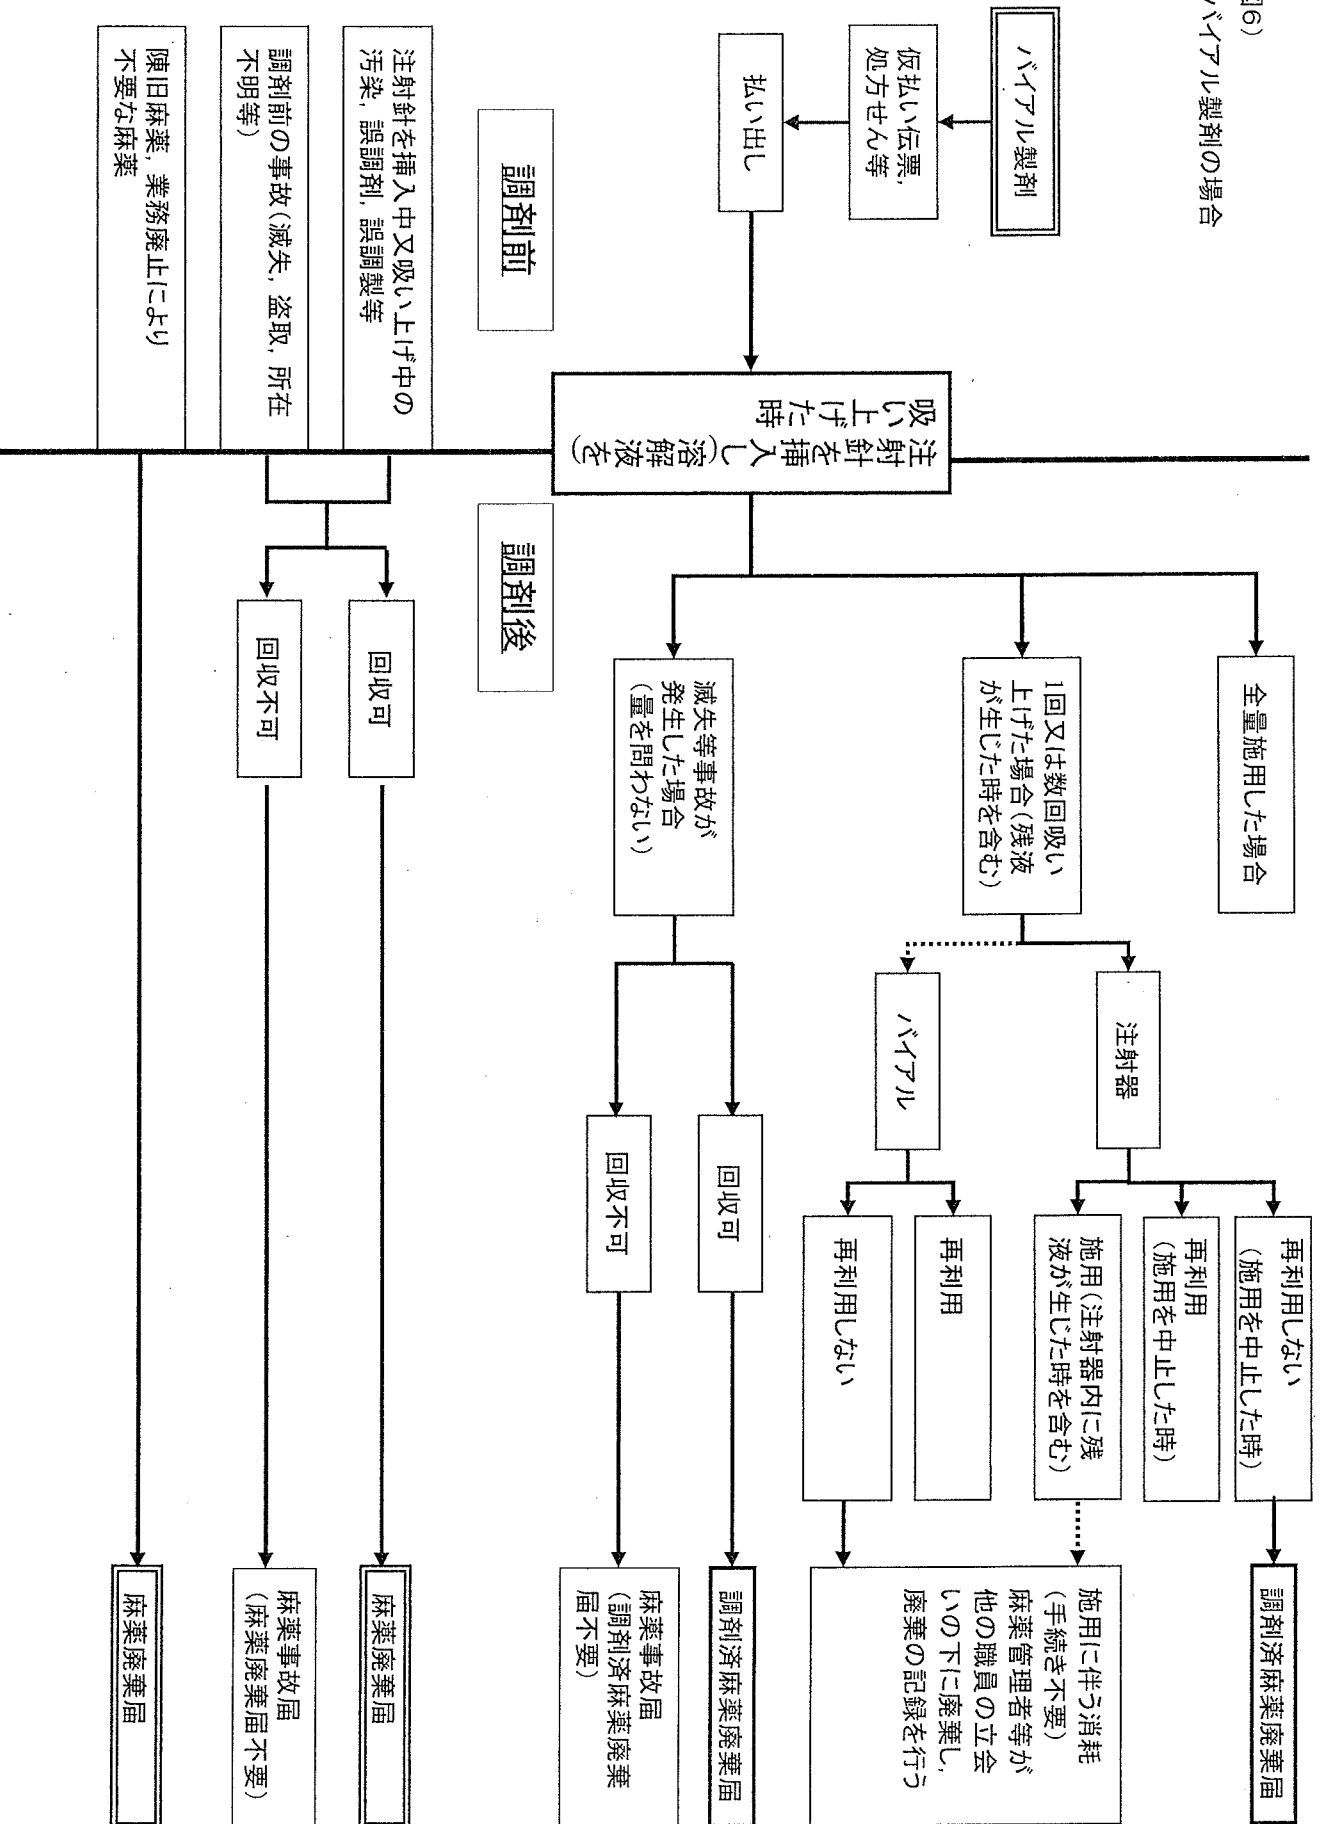 図6）
バイアル製剤の場合
バイアル製剤
仮払い伝票,
処方せん等
払い出し
注射針を挿入し（溶解液を）
吸い上げた時
調剤前
調剤後
全量施用した場合
1回又は数回吸い
上げた場合（残液
が生じた時を含む）
注射器
再利用しない
（施用を中止した時）
調剤済麻薬廃棄届
再利用
（施用を中止した時）
施用（注射器内に残
液が生じた時を含む）
バイアル
再利用
再利用しない
施用に伴う消耗
（手続き不要）
麻薬管理者等が
他の職員の立会
いの下に廃棄し,
廃棄の記録を行う
滅失等事故が
発生した場合
（量を問わない）
回収可
調剤済麻薬廃棄届
回収不可
麻薬事故届
（調剤済麻薬廃棄
届不要）
注射針を挿入中又吸い上げ中の
汚染, 誤調剤, 誤調製等
調剤前の事故（滅失, 盗取, 所在
不明等）
回収可
麻薬廃棄届
回収不可
麻薬事故届
（麻薬廃棄届不要）
陳旧麻薬, 業務廃止により
不要な麻薬
麻薬廃棄届